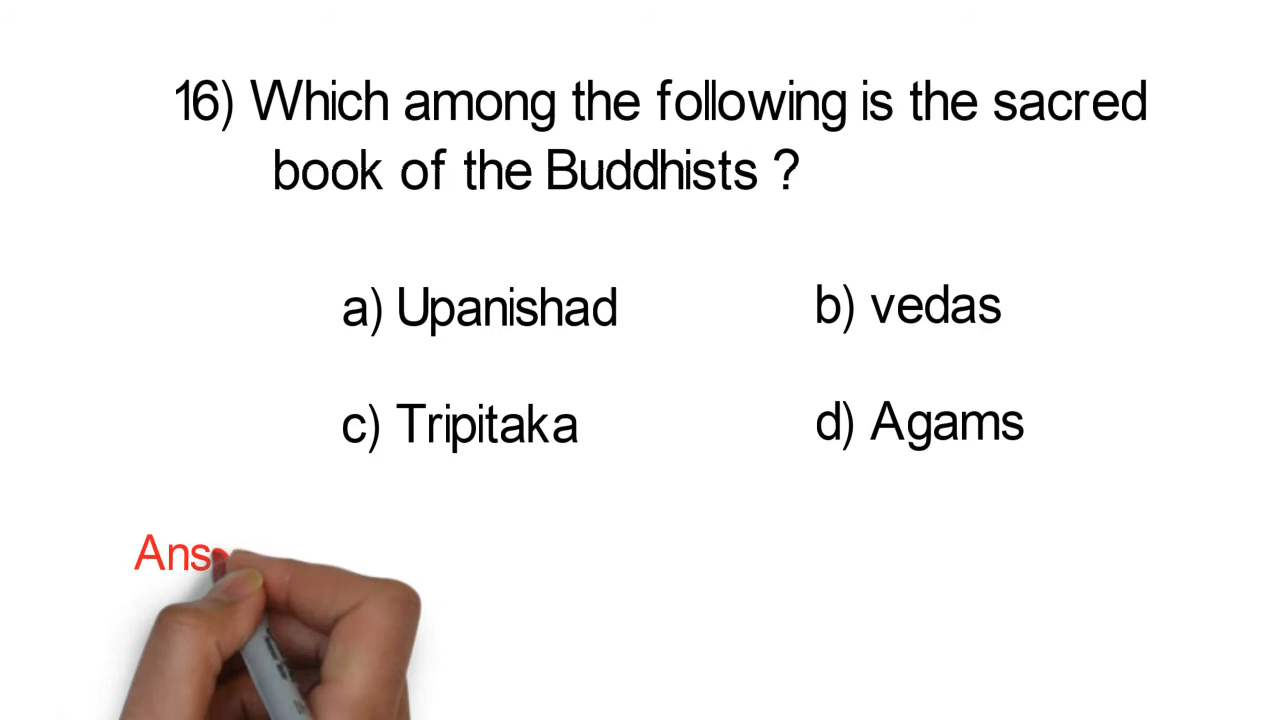 16) Which among the following is the sacred
book of the Buddhists ?
a) Upanishad b) vedas
c) Tripitaka d) Agams
Ans